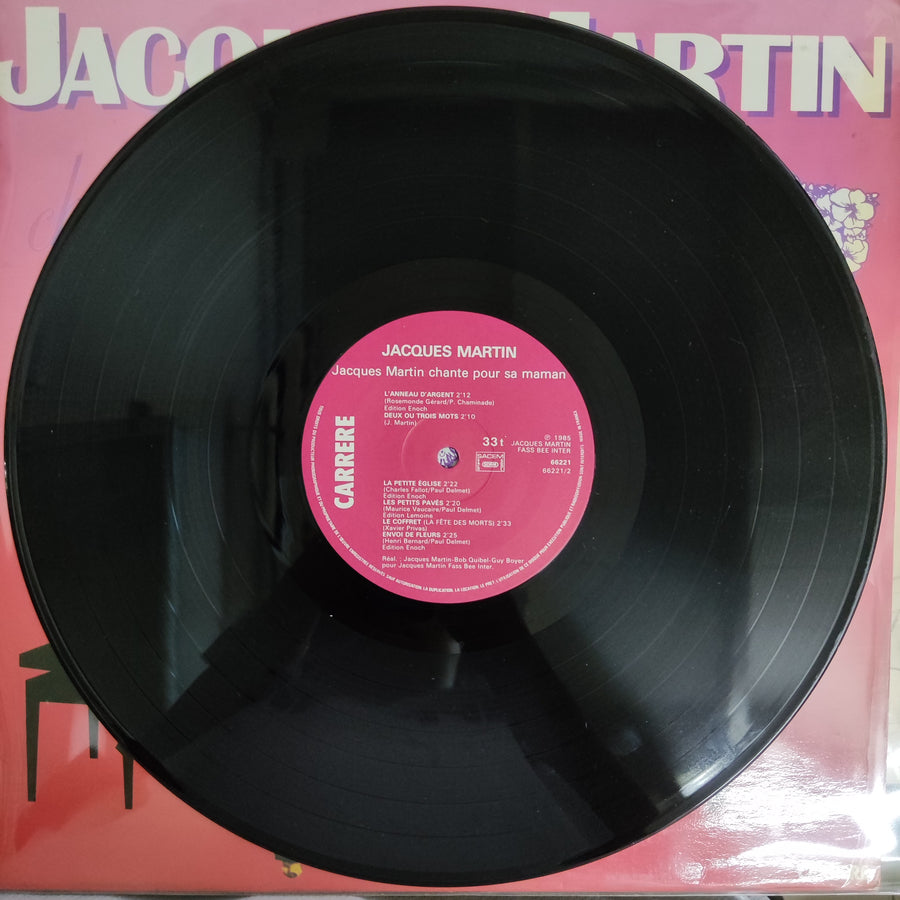 JACQU
MARTIN
JACQUES MARTIN
Jacques Martin chante pour sa maman
L'ANNEAU D'ARGENT 2'12
(Rosemonde Gérard/P. Chaminade)
Edition Enoch
DEUX OU TROIS MOTS 2'10
(J. Martin)
CARRERE
33 t
SACEM
℗ 1985
JACQUES MARTIN
FASS BEE INTER
66221
66221/2
LA PETITE ÉGLISE 2'22
(Charles Fallot/Paul Delmet)
Edition Enoch
LES PETITS PAVÉS 2'20
(Maurice Vaucaire/Paul Delmet)
Edition Lemoine
LE COFFRET (LA FÊTE DES MORTS) 2'33
(Xavier Privas)
ENVOI DE FLEURS 2'25
(Henri Bernard/Paul Delmet)
Edition Enoch
Réal. : Jacques Martin-Bob Quibel-Guy Boyer
pour Jacques Martin Fass Bee Inter.